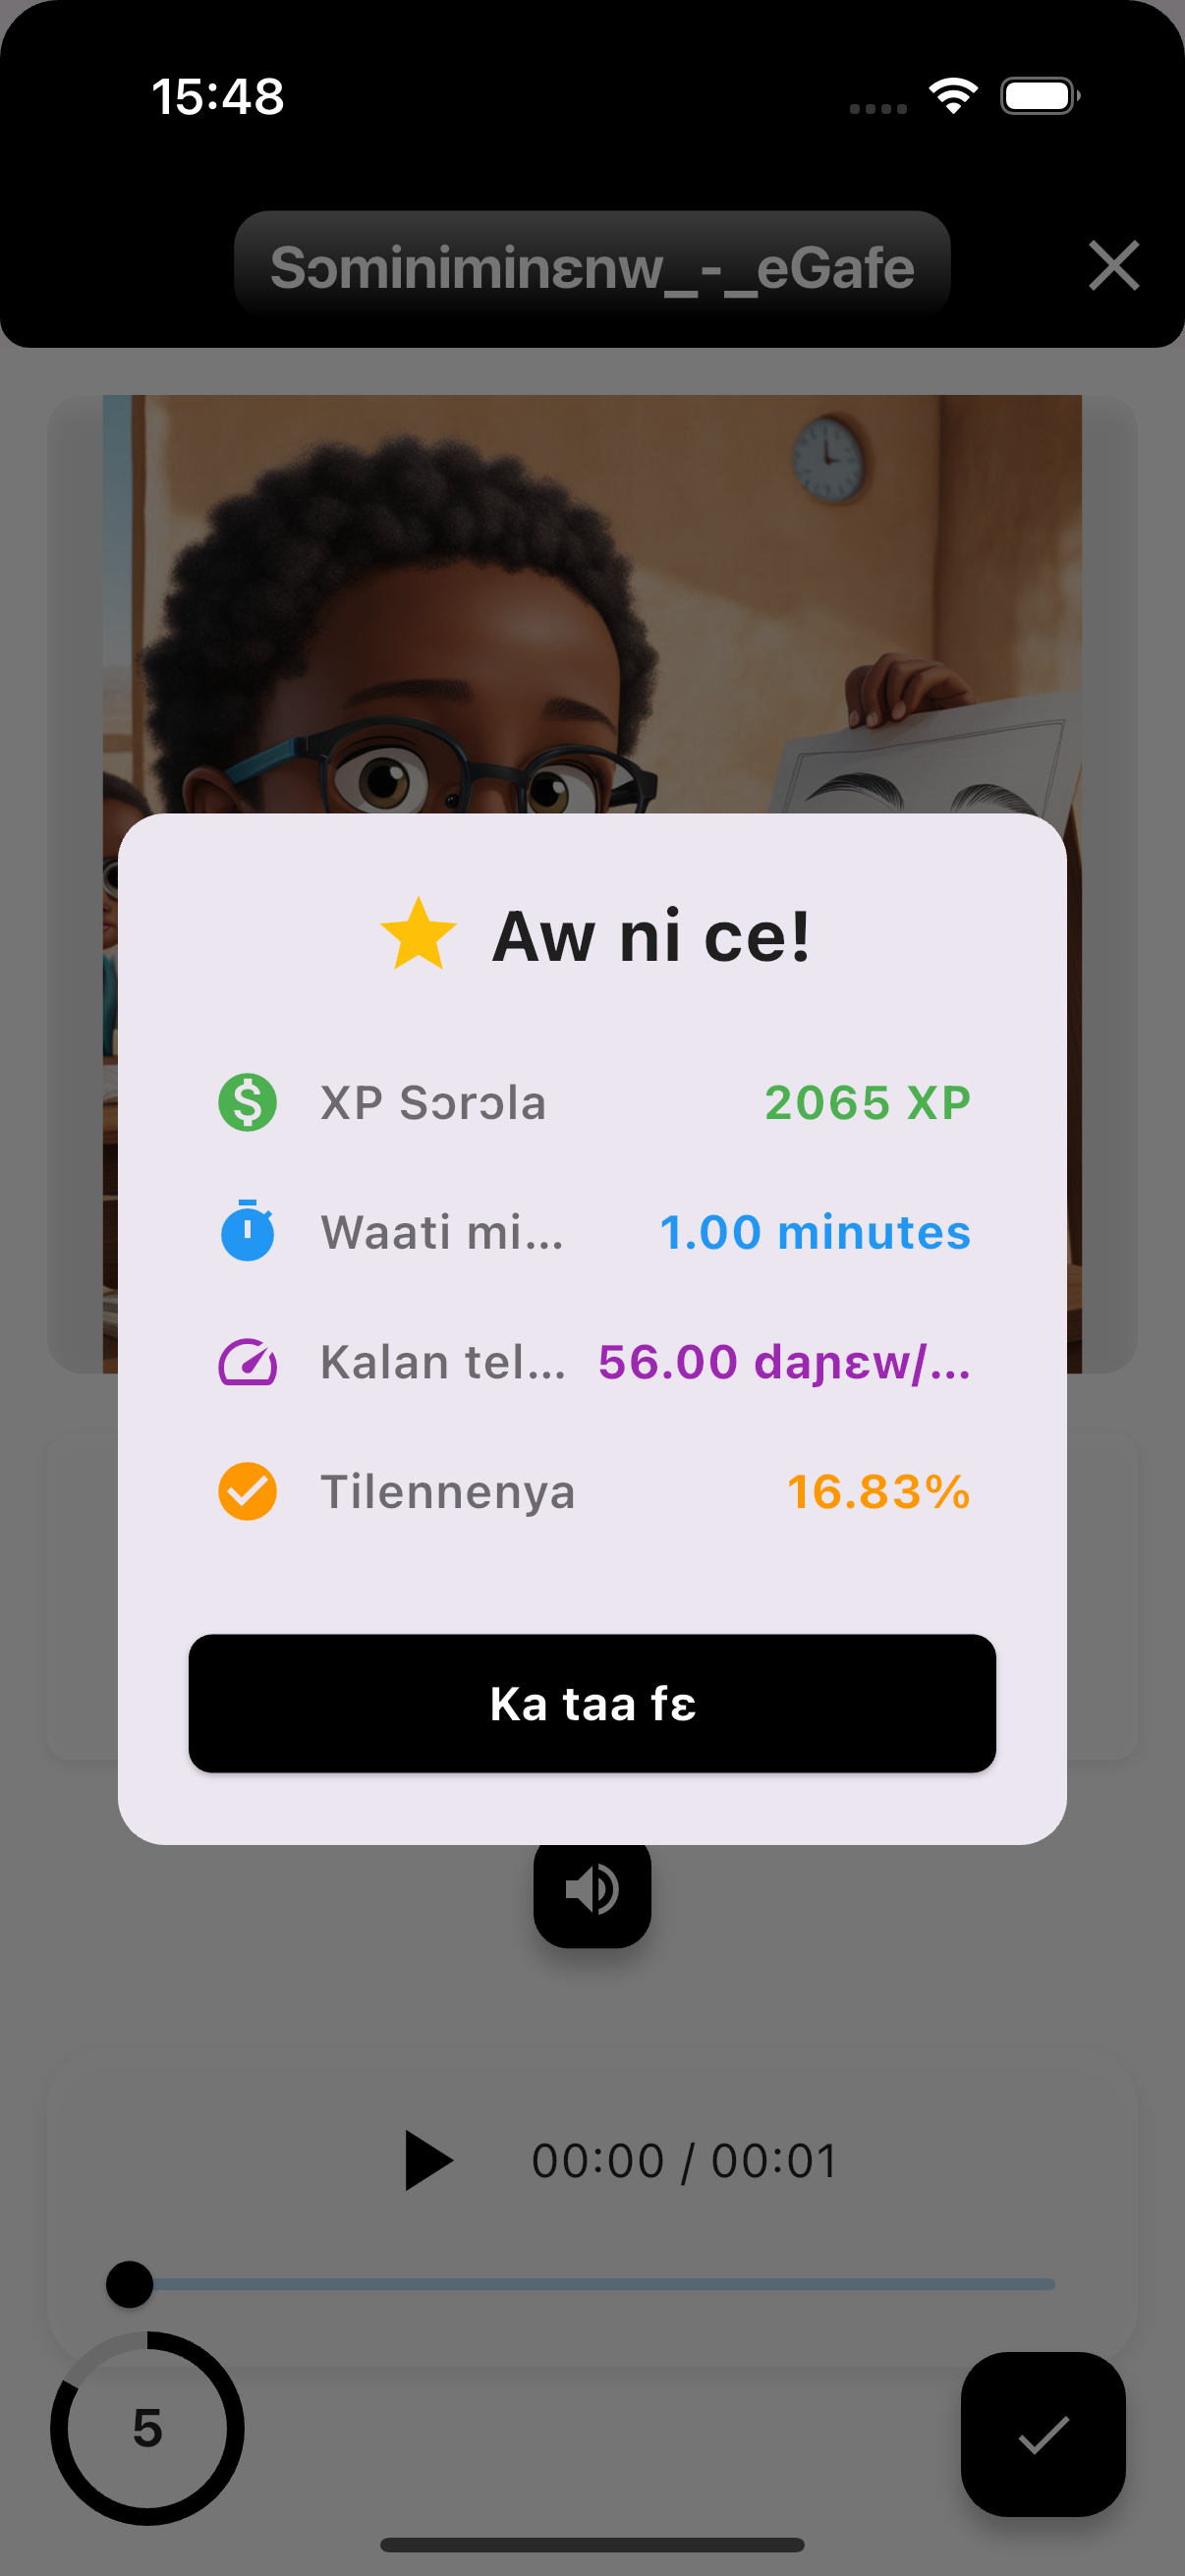 15:48
Sɔminiminɛnw_-_eGafe
Aw ni ce!
XP Sɔrɔla 2065 XP
Waati mi... 1.00 minutes
Kalan tel... 56.00 daɲɛw/...
Tilennenya 16.83%
Ka taa fɛ
00:00 / 00:01
5